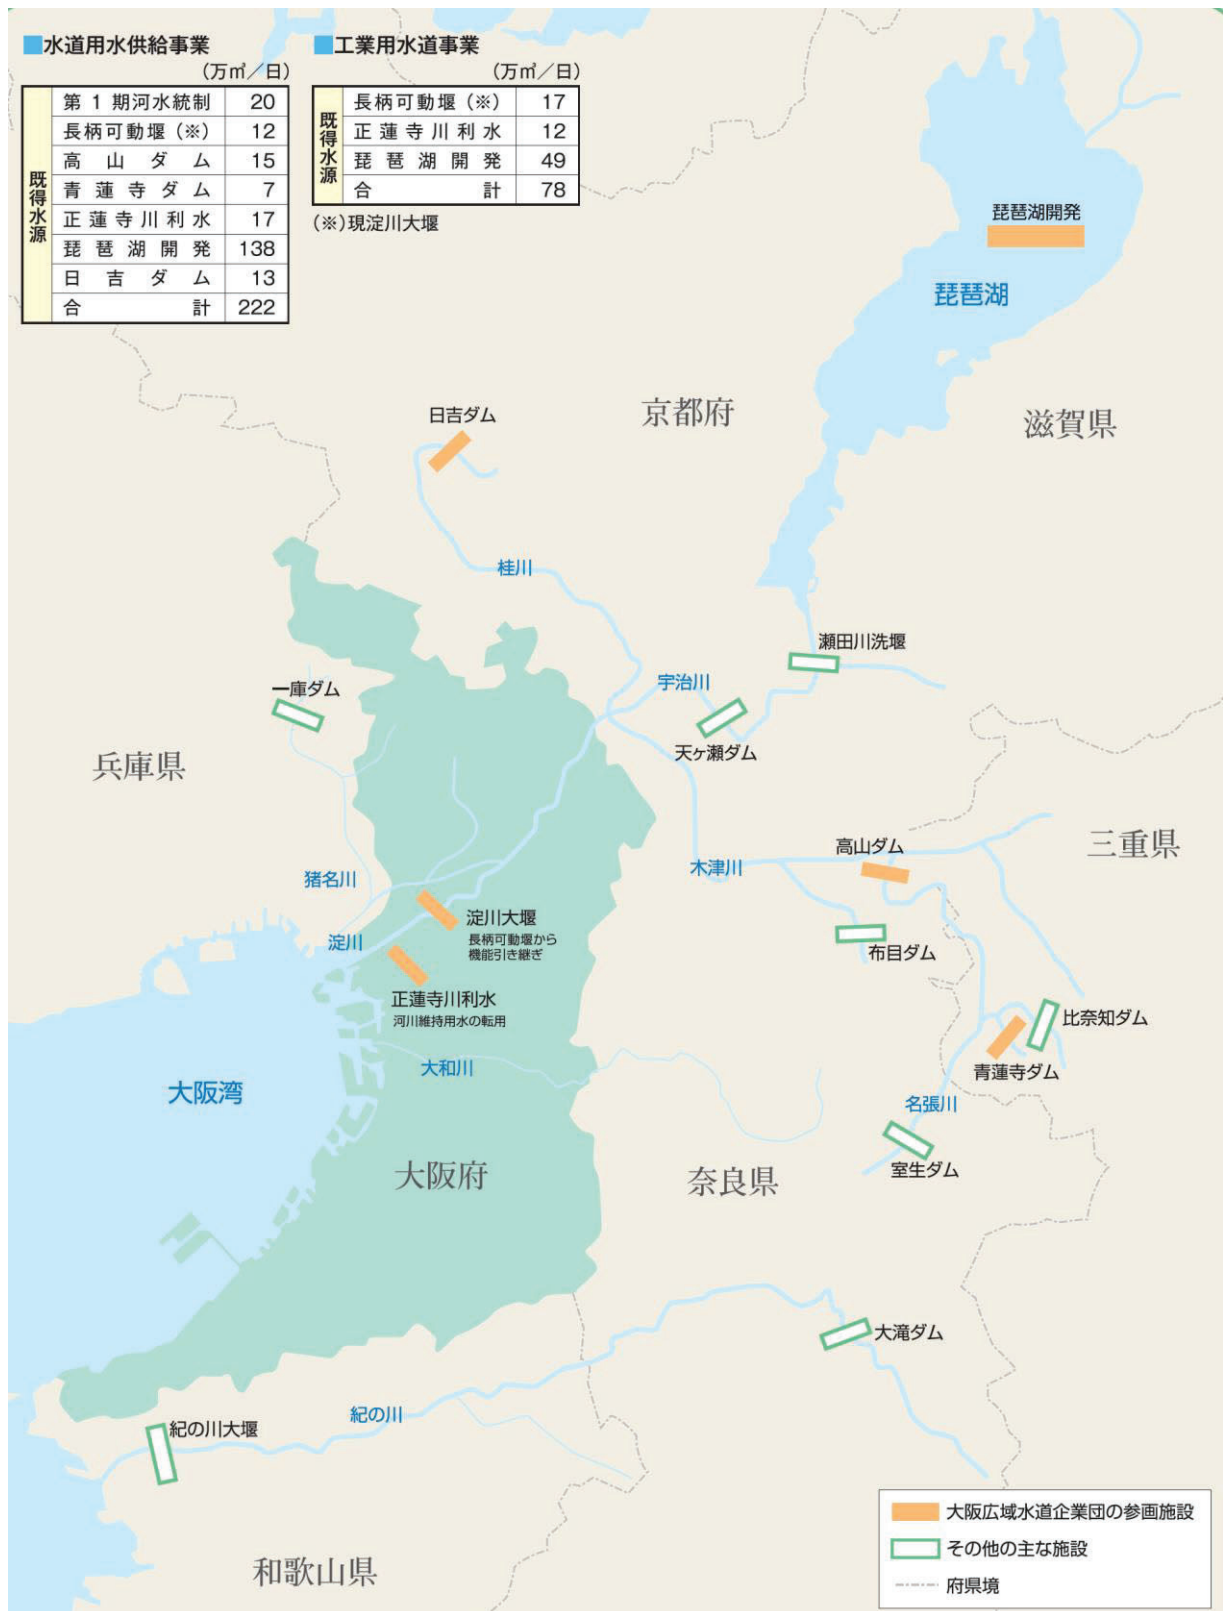 水道用水供給事業
(万㎥／日)
既得水源
第1期河水統制 20
長柄可動堰(※) 12
高山ダム 15
青蓮寺ダム 7
正蓮寺川利水 17
琵琶湖開発 138
日吉ダム 13
合計 222
工業用水道事業
(万㎥／日)
既得水源
長柄可動堰(※) 17
正蓮寺川利水 12
琵琶湖開発 49
合計 78
(※)現淀川大堰
琵琶湖開発
琵琶湖
日吉ダム
京都府
滋賀県
桂川
瀬田川洗堰
宇治川
一庫ダム
天ヶ瀬ダム
兵庫県
高山ダム
三重県
木津川
猪名川
淀川大堰
長柄可動堰から
機能引き継ぎ
淀川
布目ダム
正蓮寺川利水
河川維持用水の転用
比奈知ダム
大和川
青蓮寺ダム
大阪湾
名張川
大阪府
奈良県
室生ダム
大滝ダム
紀の川
紀の川大堰
和歌山県
大阪広域水道企業団の参画施設
その他の主な施設
府県境